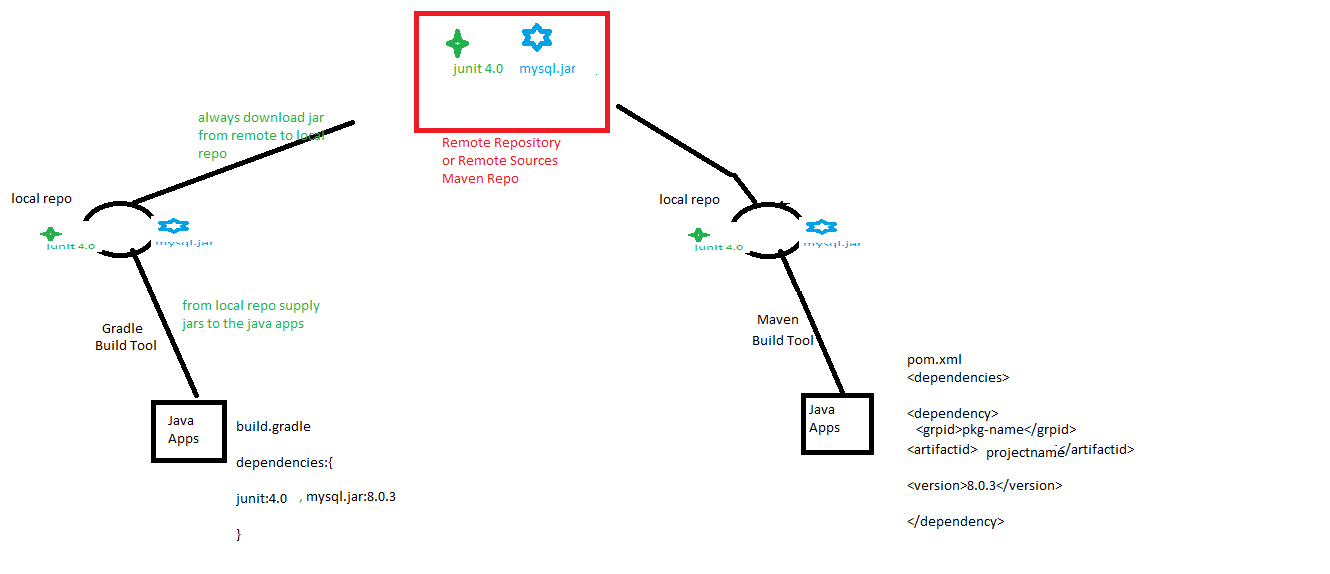 junit 4.0 mysql.jar
Remote Repository
or Remote Sources
Maven Repo
always download jar
from remote to local
repo
local repo
junit 4.0
mysql.jar
from local repo supply
jars to the java apps
Gradle
Build Tool
Java
Apps
build.gradle
dependencies:{
junit:4.0 , mysql.jar:8.0.3
}
local repo
junit 4.0
mysql.jar
Maven
Build Tool
Java
Apps
pom.xml
<dependencies>
<dependency>
<grpid>pkg-name</grpid>
<artifactid> projectname</artifactid>
<version>8.0.3</version>
</dependency>